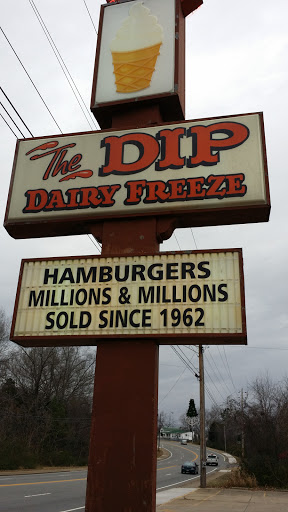 The DIP
DAIRY FREEZE
HAMBURGERS
MILLIONS & MILLIONS
SOLD SINCE 1962